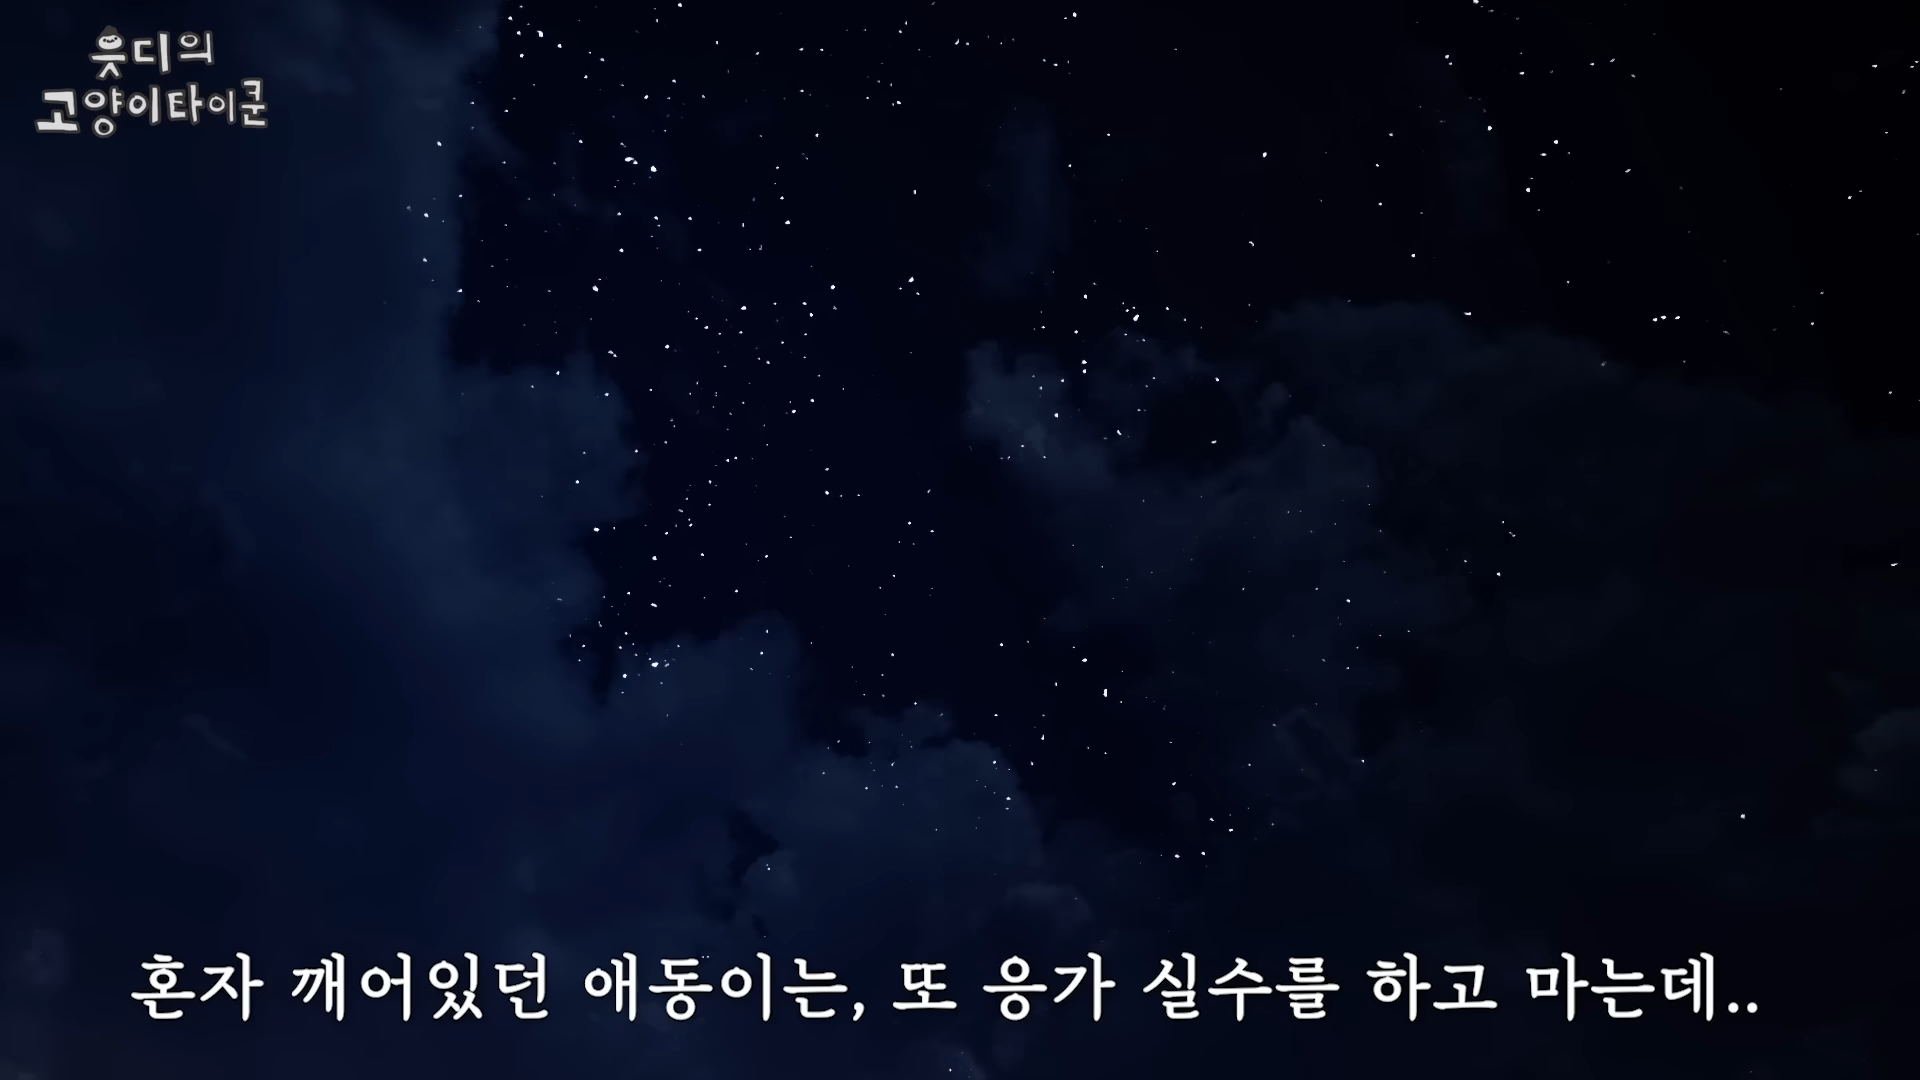 읏디의
고양이타이쿤
혼자 깨어있던 애동이는, 또 응가 실수를 하고 마는데..